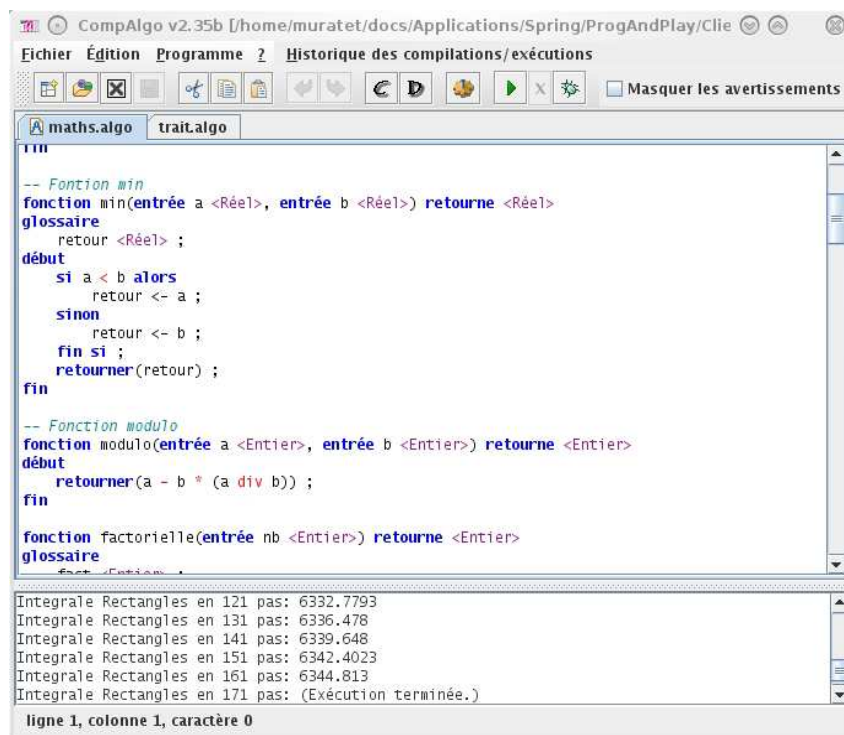 CompAlgo v2.35b [/home/muratet/docs/Applications/Spring/ProgAndPlay/Clie
Fichier Édition Programme ? Historique des compilations/exécutions
C D X Masquer les avertissements
maths.algo trait.algo
fin
-- Fontion min
fonction min(entrée a <Réel>, entrée b <Réel>) retourne <Réel>
glossaire
retour <Réel> ;
début
si a < b alors
retour <- a ;
sinon
retour <- b ;
fin si ;
retourner(retour) ;
fin
-- Fonction modulo
fonction modulo(entrée a <Entier>, entrée b <Entier>) retourne <Entier>
début
retourner(a - b * (a div b)) ;
fin
fonction factorielle(entrée nb <Entier>) retourne <Entier>
glossaire
fact <Entier> ;
Integrale Rectangles en 121 pas: 6332.7793
Integrale Rectangles en 131 pas: 6336.478
Integrale Rectangles en 141 pas: 6339.648
Integrale Rectangles en 151 pas: 6342.4023
Integrale Rectangles en 161 pas: 6344.813
Integrale Rectangles en 171 pas: (Exécution terminée.)
ligne 1, colonne 1, caractère 0